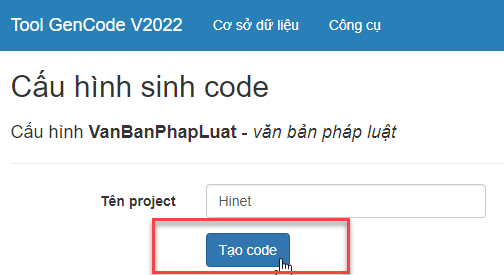 Tool GenCode V2022 Cơ sở dữ liệu Công cụ
Cấu hình sinh code
Cấu hình VanBanPhapLuat - văn bản pháp luật
Tên project Hinet
Tạo code